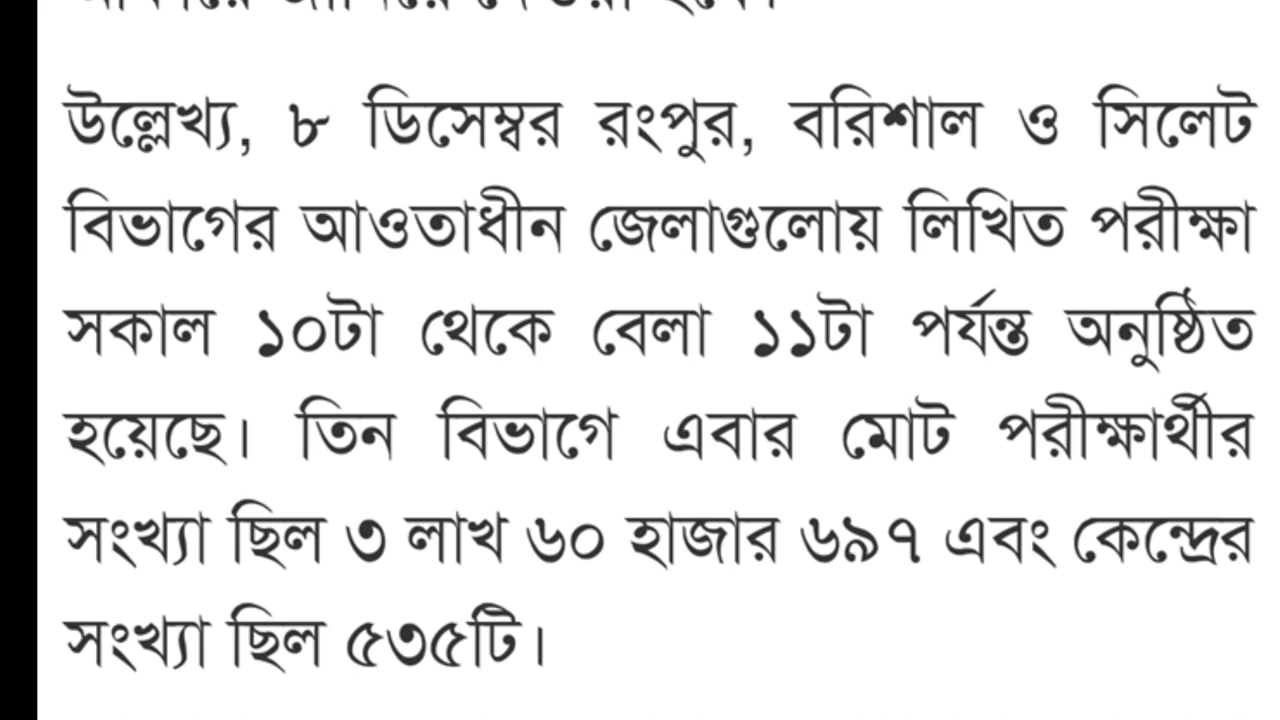 উল্লেখ্য, ৮ ডিসেম্বর রংপুর, বরিশাল ও সিলেট
বিভাগের আওতাধীন জেলাগুলোয় লিখিত পরীক্ষা
সকাল ১০টা থেকে বেলা ১১টা পর্যন্ত অনুষ্ঠিত
হয়েছে। তিন বিভাগে এবার মোট পরীক্ষার্থীর
সংখ্যা ছিল ৩ লাখ ৬০ হাজার ৬৯৭ এবং কেন্দ্রের
সংখ্যা ছিল ৫৩৫টি।